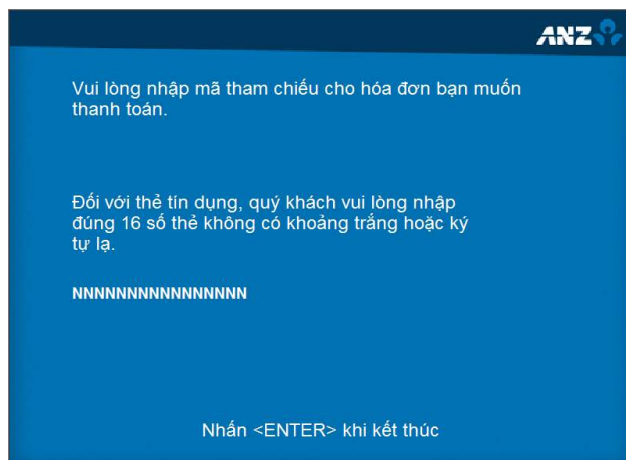 ANZ
Vui lòng nhập mã tham chiếu cho hóa đơn bạn muốn
thanh toán.
Đối với thẻ tín dụng, quý khách vui lòng nhập
đúng 16 số thẻ không có khoảng trắng hoặc ký
tự lạ.
NNNNNNNNNNNNNNNN
Nhấn <ENTER> khi kết thúc